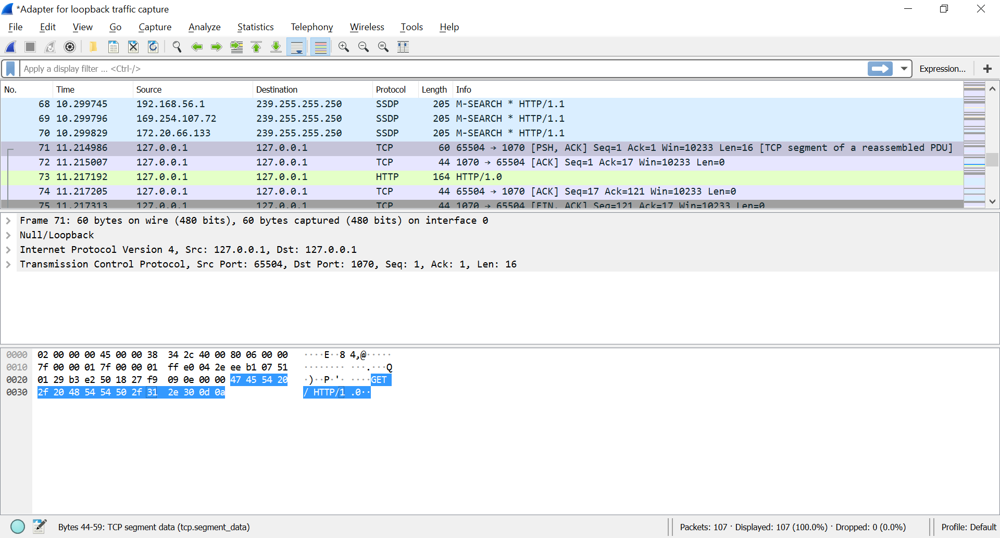 *Adapter for loopback traffic capture
File Edit View Go Capture Analyze Statistics Telephony Wireless Tools Help
Apply a display filter ... <Ctrl-/> Expression... +
No. Time Source Destination Protocol Length Info
68 10.299745 192.168.56.1 239.255.255.250 SSDP 205 M-SEARCH * HTTP/1.1
69 10.299796 169.254.107.72 239.255.255.250 SSDP 205 M-SEARCH * HTTP/1.1
70 10.299829 172.20.66.133 239.255.255.250 SSDP 205 M-SEARCH * HTTP/1.1
71 11.214986 127.0.0.1 127.0.0.1 TCP 60 65504 → 1070 [PSH, ACK] Seq=1 Ack=1 Win=10233 Len=16 [TCP segment of a reassembled PDU]
72 11.215007 127.0.0.1 127.0.0.1 TCP 44 1070 → 65504 [ACK] Seq=1 Ack=17 Win=10233 Len=0
73 11.217192 127.0.0.1 127.0.0.1 HTTP 164 HTTP/1.0
74 11.217205 127.0.0.1 127.0.0.1 TCP 44 65504 → 1070 [ACK] Seq=17 Ack=121 Win=10233 Len=0
75 11.217313 127.0.0.1 127.0.0.1 TCP 44 1070 → 65504 [FIN, ACK] Seq=121 Ack=17 Win=10233 Len=0
Frame 71: 60 bytes on wire (480 bits), 60 bytes captured (480 bits) on interface 0
Null/Loopback
Internet Protocol Version 4, Src: 127.0.0.1, Dst: 127.0.0.1
Transmission Control Protocol, Src Port: 65504, Dst Port: 1070, Seq: 1, Ack: 1, Len: 16
0000 02 00 00 00 45 00 00 38 34 2c 40 00 80 06 00 00 ····E··8 4,@·····
0010 7f 00 00 01 7f 00 00 01 ff e0 04 2e ee b1 07 51 ········ ···.···Q
0020 01 29 b3 e2 50 18 27 f9 09 0e 00 00 47 45 54 20 ·)··P·'· ····GET
0030 2f 20 48 54 54 50 2f 31 2e 30 0d 0a / HTTP/1 .0··
Bytes 44-59: TCP segment data (tcp.segment_data) Packets: 107 · Displayed: 107 (100.0%) · Dropped: 0 (0.0%) Profile: Default